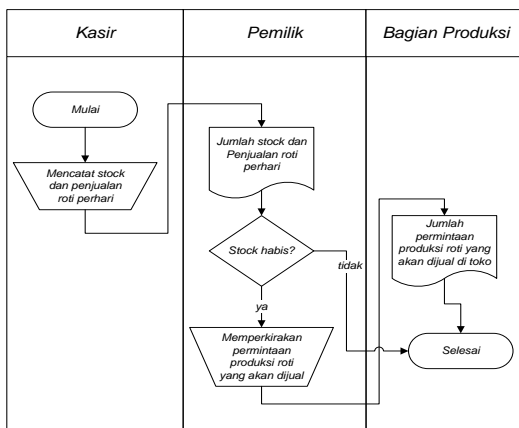 Kasir
Pemilik
Bagian Produksi
Mulai
Mencatat stock
dan penjualan
roti perhari
Jumlah stock dan
Penjualan roti
perhari
Stock habis?
tidak
ya
Memperkirakan
permintaan
produksi roti
yang akan dijual
Jumlah
permintaan
produksi roti yang
akan dijual di toko
Selesai